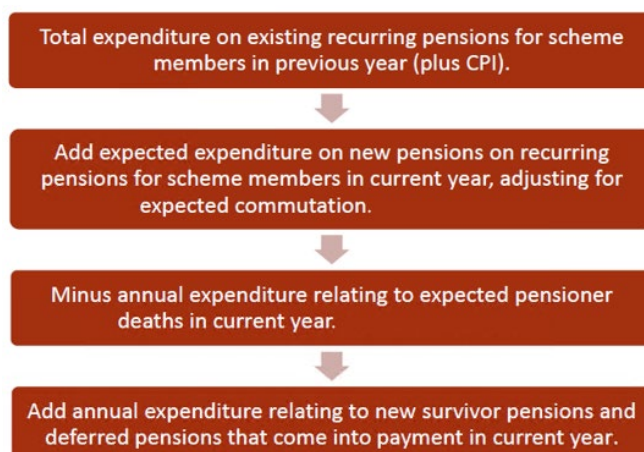 Total expenditure on existing recurring pensions for scheme
members in previous year (plus CPI).
Add expected expenditure on new pensions on recurring
pensions for scheme members in current year, adjusting for
expected commutation.
Minus annual expenditure relating to expected pensioner
deaths in current year.
Add annual expenditure relating to new survivor pensions and
deferred pensions that come into payment in current year.